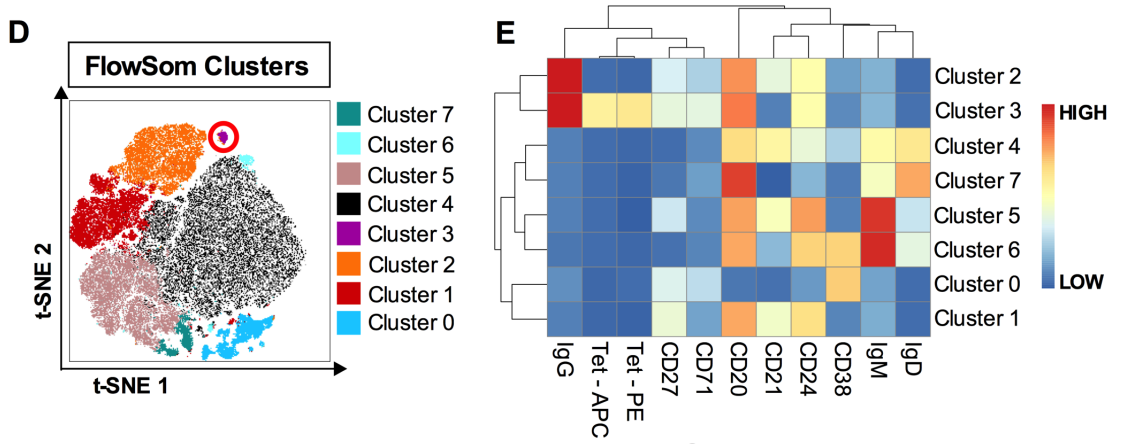 D
FlowSom Clusters
t-SNE 2
t-SNE 1
Cluster 7
Cluster 6
Cluster 5
Cluster 4
Cluster 3
Cluster 2
Cluster 1
Cluster 0
E
Cluster 2
Cluster 3
Cluster 4
Cluster 7
Cluster 5
Cluster 6
Cluster 0
Cluster 1
IgG
Tet - APC
Tet - PE
CD27
CD71
CD20
CD21
CD24
CD38
IgM
IgD
HIGH
LOW